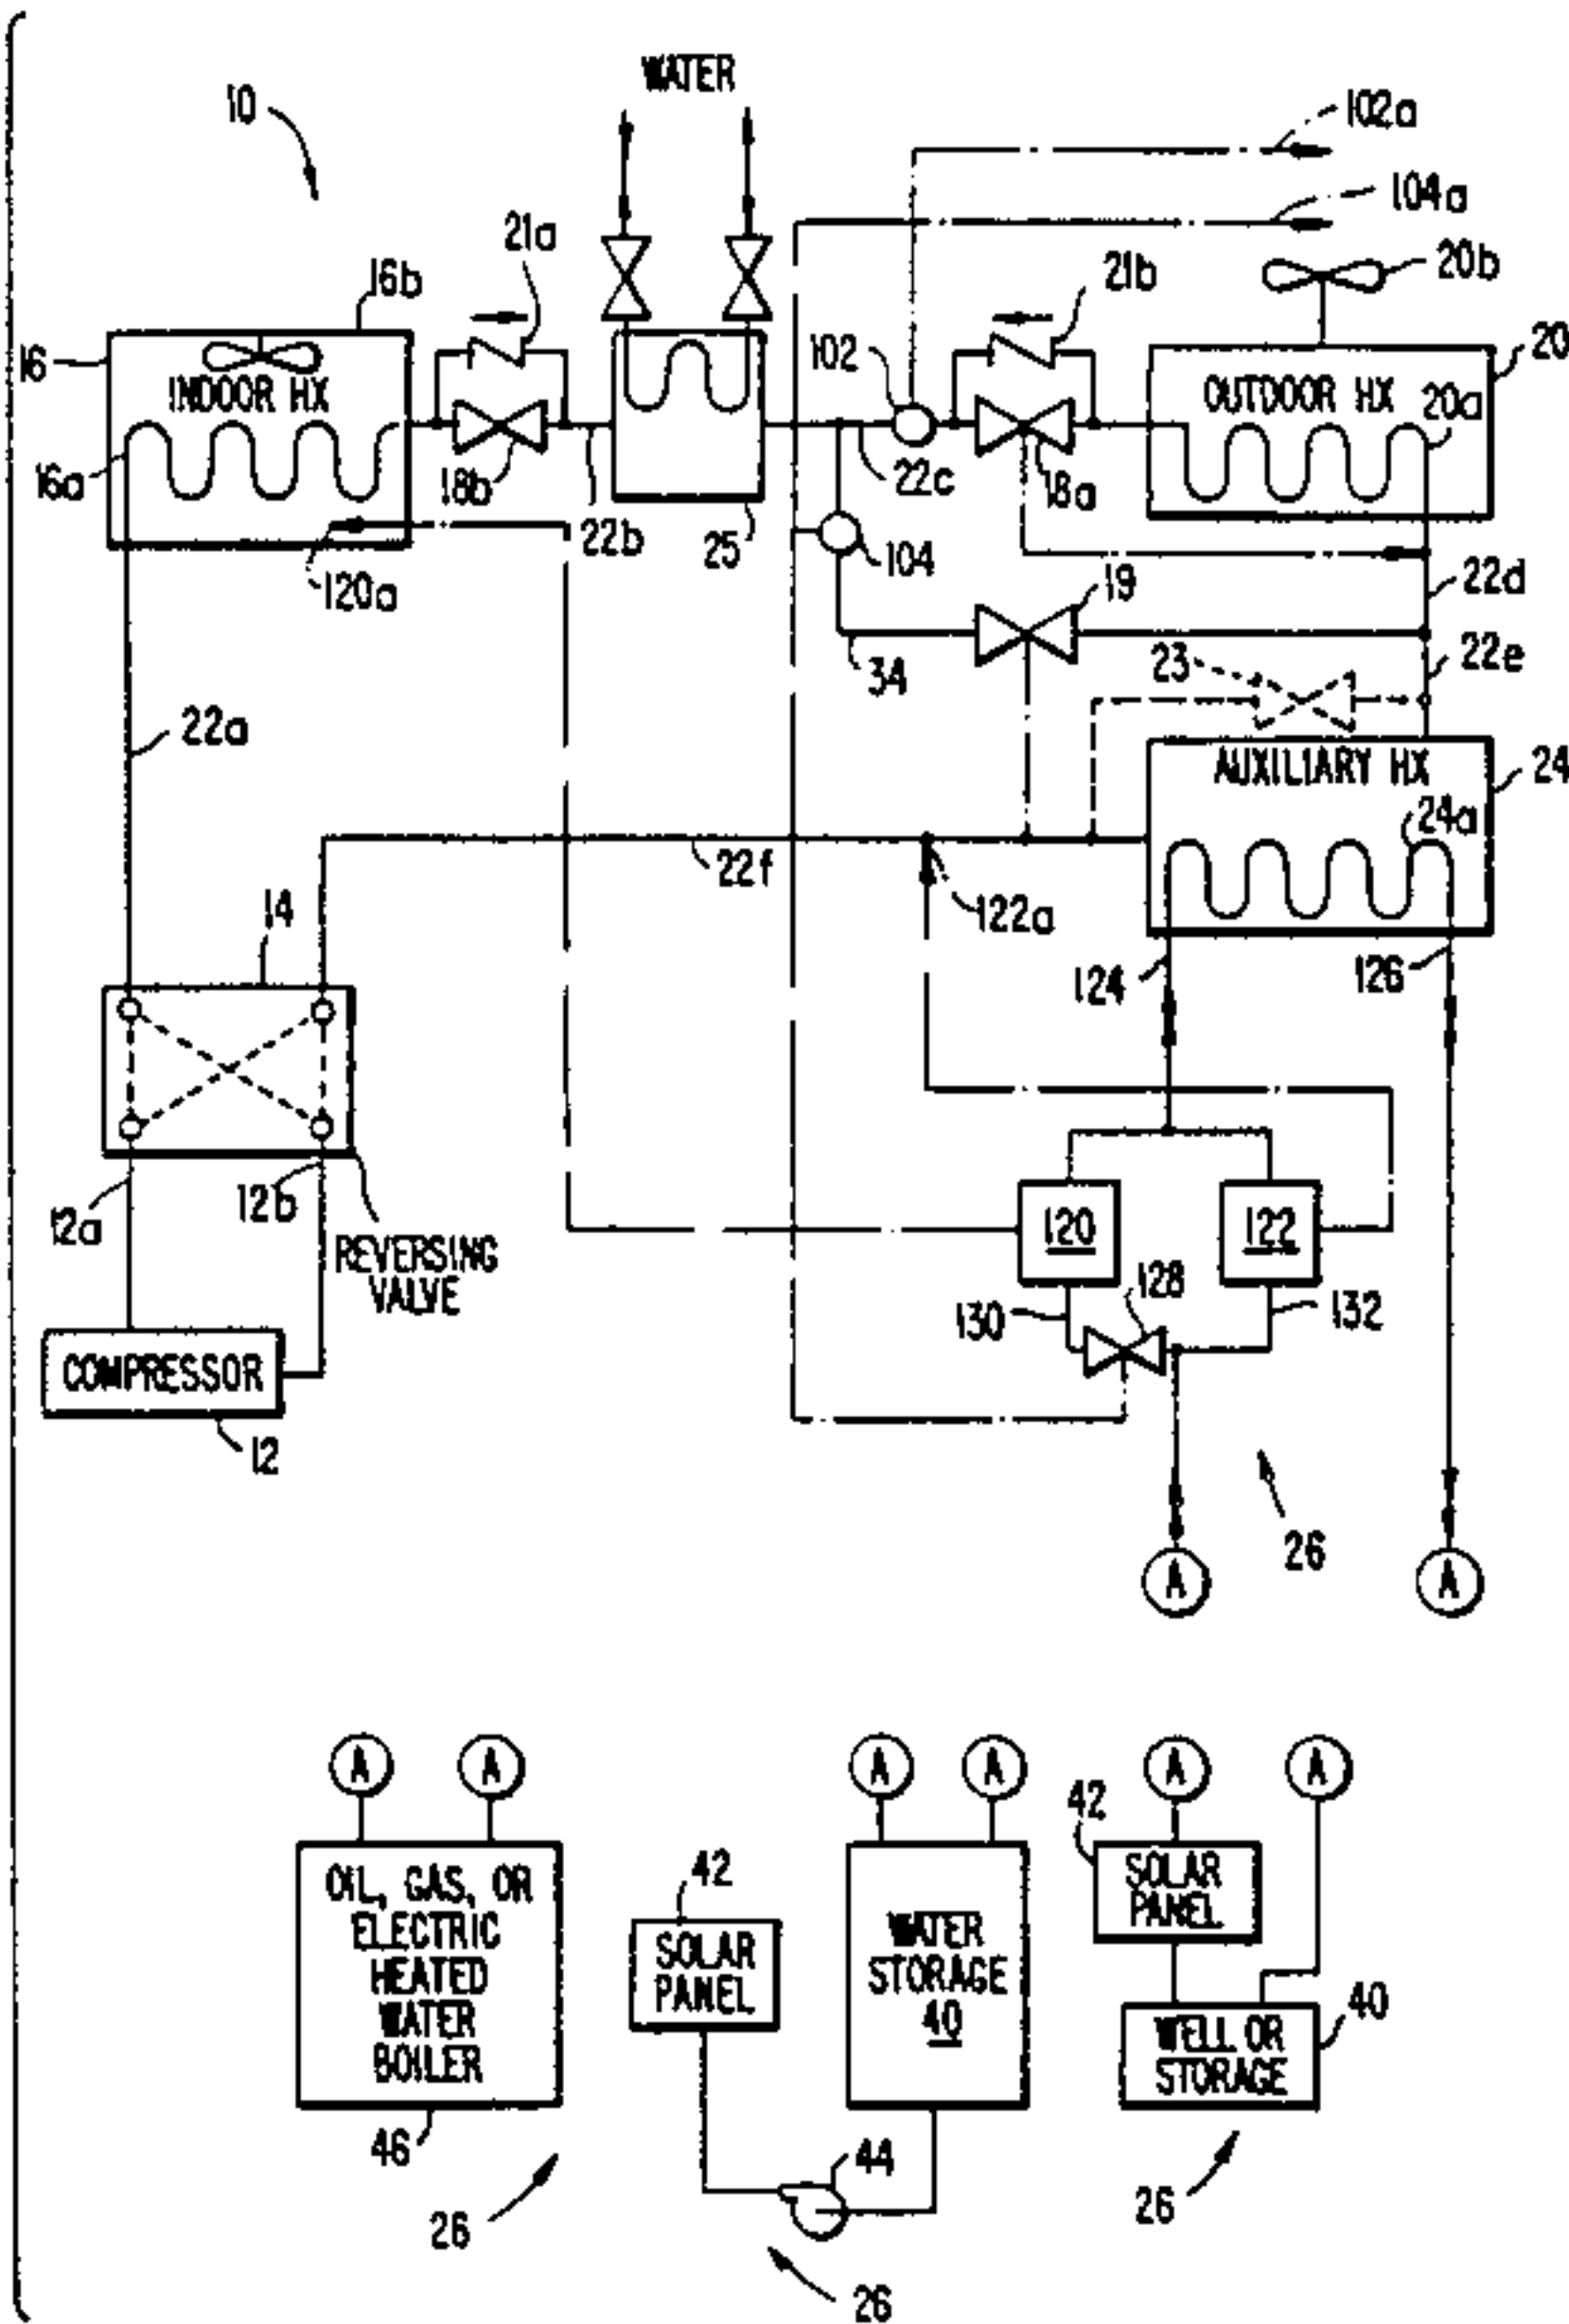 WATER
10
102a
104a
21a
16b
21b
20b
16
102
20
INDOOR HX
OUTDOOR HX
20a
16a
18b
22c
18a
22b
25
104
120a
19
22d
34
23
22e
22a
AUXILIARY HX
24
24a
22f
122a
14
124
126
12b
12a
120
122
REVERSING
VALVE
128
130
132
COMPRESSOR
12
26
A
A
A
A
A
A
A
A
42
42
OIL, GAS, OR
ELECTRIC
HEATED
WATER
BOILER
SOLAR
PANEL
WATER
STORAGE
40
SOLAR
PANEL
40
WELL OR
STORAGE
46
44
26
26
26